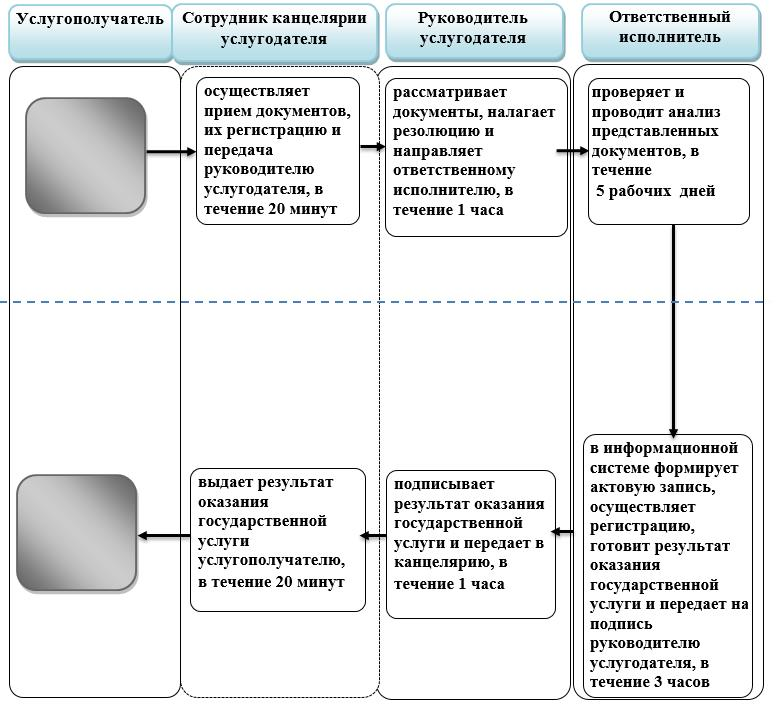 Услугополучатель
Сотрудник канцелярии
услугодателя
Руководитель
услугодателя
Ответственный
исполнитель
осуществляет
прием документов,
их регистрацию и
передача
руководителю
услугодателя, в
течение 20 минут
рассматривает
документы, налагает
резолюцию и
направляет
ответственному
исполнителю, в
течение 1 часа
проверяет и
проводит анализ
представленных
документов, в
течение
5 рабочих дней
в информационной
системе формирует
актовую запись,
осуществляет
регистрацию,
готовит результат
оказания
государственной
услуги и передает на
подпись
руководителю
услугодателя, в
течение 3 часов
подписывает
результат оказания
государственной
услуги и передает в
канцелярию, в
течение 1 часа
выдает результат
оказания
государственной
услуги
услугополучателю,
в течение 20 минут